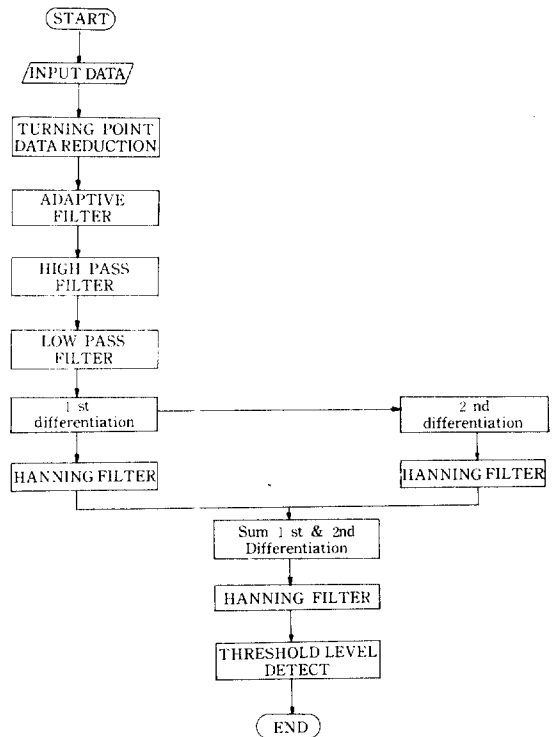 START
INPUT DATA
TURNING POINT
DATA REDUCTION
ADAPTIVE
FILTER
HIGH PASS
FILTER
LOW PASS
FILTER
1 st
differentiation
2 nd
differentiation
HANNING FILTER
HANNING FILTER
Sum 1 st & 2nd
Differentiation
HANNING FILTER
THRESHOLD LEVEL
DETECT
END